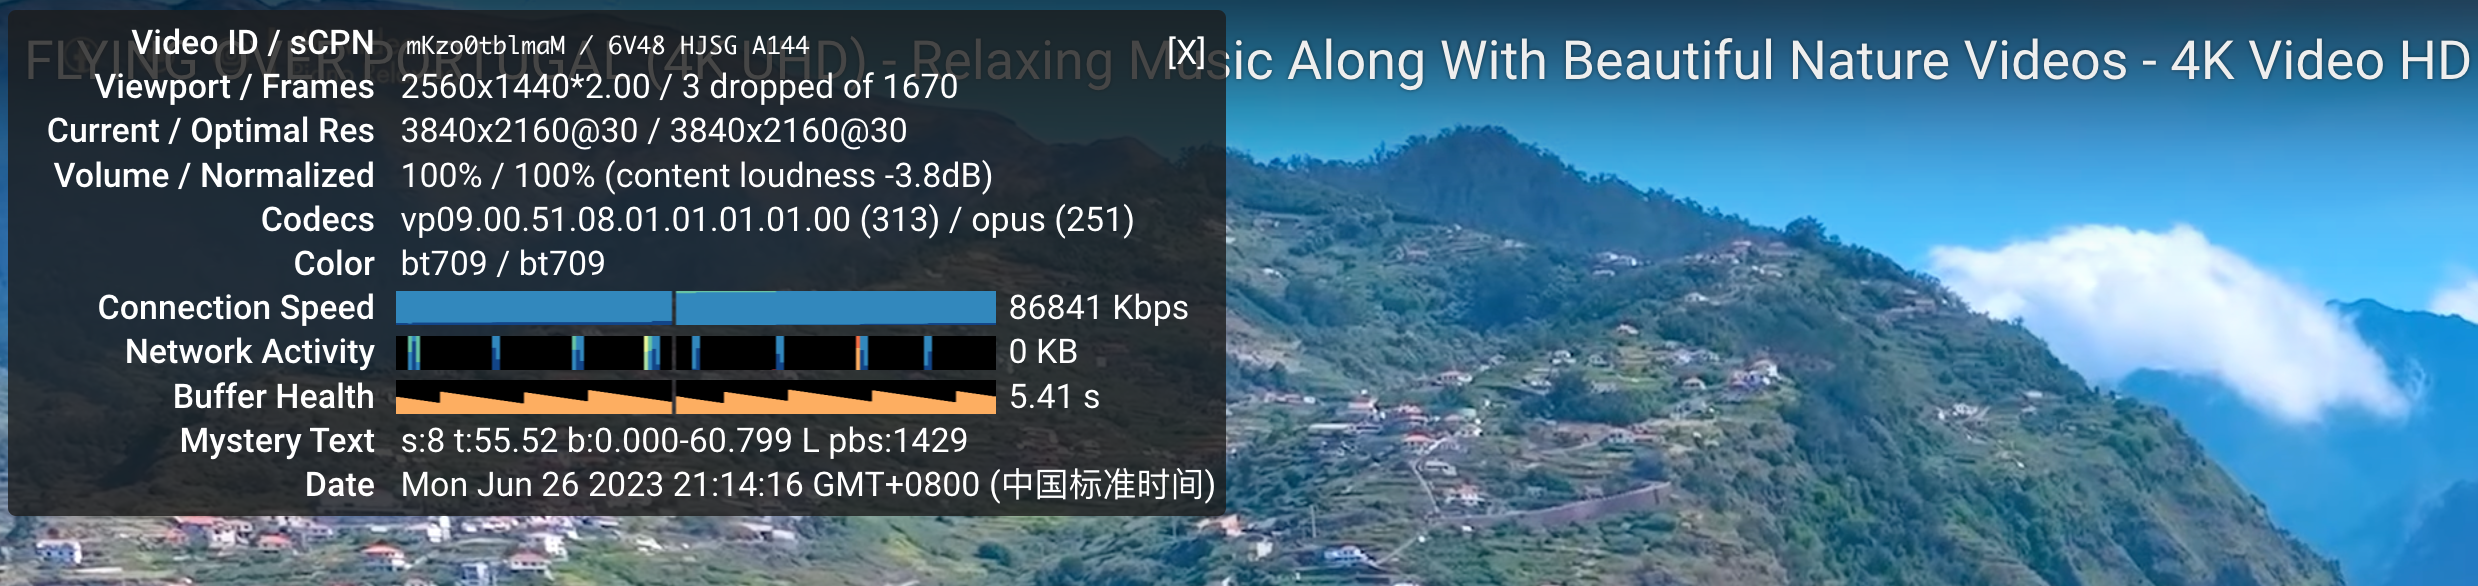 FLYING OVER PORTUGAL (4K UHD) - Relaxing Music Along With Beautiful Nature Videos - 4K Video HD
[X]
Video ID / sCPN mKzo0tblmaM / 6V48 HJSG A144
Viewport / Frames 2560x1440*2.00 / 3 dropped of 1670
Current / Optimal Res 3840x2160@30 / 3840x2160@30
Volume / Normalized 100% / 100% (content loudness -3.8dB)
Codecs vp09.00.51.08.01.01.01.01.00 (313) / opus (251)
Color bt709 / bt709
Connection Speed 86841 Kbps
Network Activity 0 KB
Buffer Health 5.41 s
Mystery Text s:8 t:55.52 b:0.000-60.799 L pbs:1429
Date Mon Jun 26 2023 21:14:16 GMT+0800 (中国标准时间)